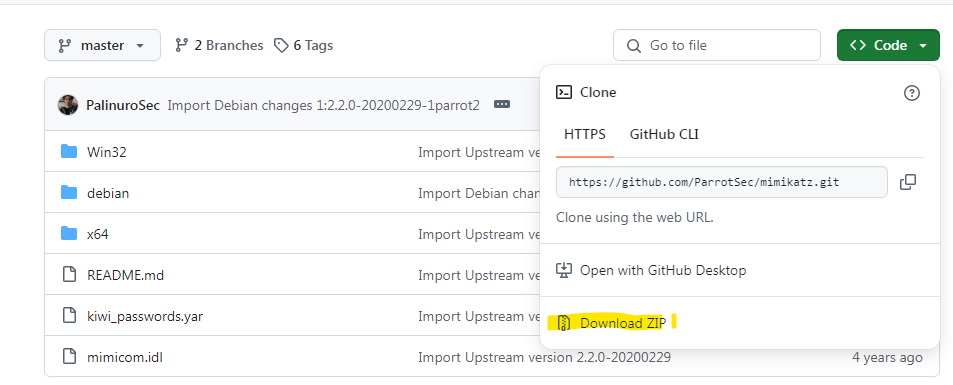 master 2 Branches 6 Tags Go to file <> Code
PalinuroSec Import Debian changes 1:2.2.0-20200229-1parrot2
Clone
HTTPS GitHub CLI
https://github.com/ParrotSec/mimikatz.git
Clone using the web URL.
Open with GitHub Desktop
Download ZIP
Win32 Import Upstream ve
debian Import Debian chan
x64 Import Upstream ve
README.md Import Upstream ve
kiwi_passwords.yar Import Upstream ve
mimicom.idl Import Upstream version 2.2.0-20200229 4 years ago